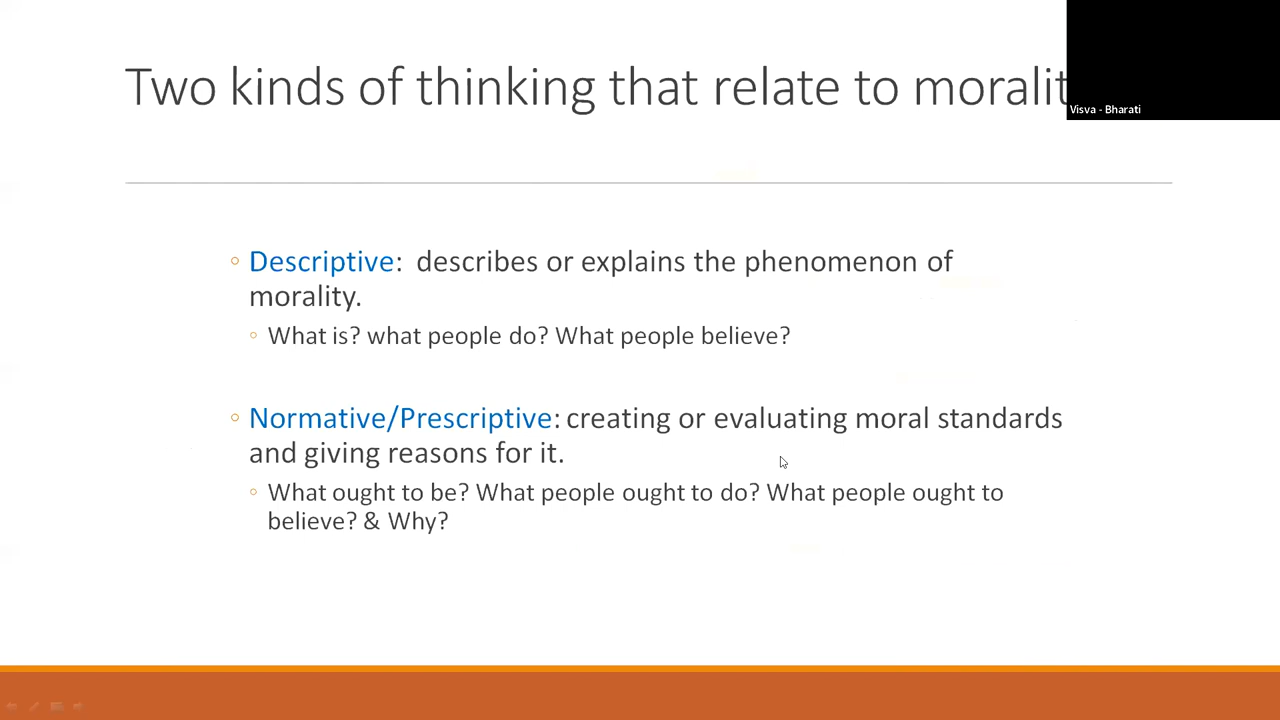 Two kinds of thinking that relate to moralit
Visva - Bharati
◦ Descriptive:  describes or explains the phenomenon of
morality.
◦ What is? what people do? What people believe?
◦ Normative/Prescriptive: creating or evaluating moral standards
and giving reasons for it.
◦ What ought to be? What people ought to do? What people ought to
believe? & Why?